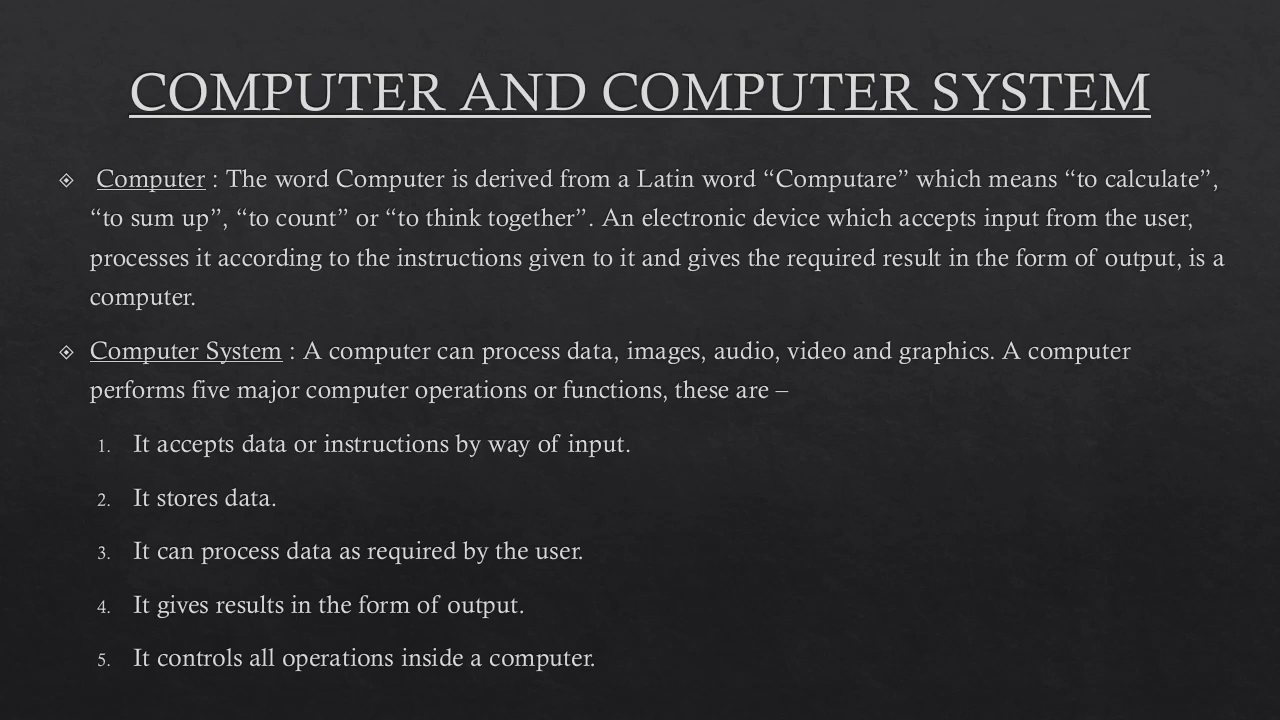 COMPUTER AND COMPUTER SYSTEM
Computer : The word Computer is derived from a Latin word “Computare” which means “to calculate”,
“to sum up”, “to count” or “to think together”. An electronic device which accepts input from the user,
processes it according to the instructions given to it and gives the required result in the form of output, is a
computer.
Computer System : A computer can process data, images, audio, video and graphics. A computer
performs five major computer operations or functions, these are –
1. It accepts data or instructions by way of input.
2. It stores data.
3. It can process data as required by the user.
4. It gives results in the form of output.
5. It controls all operations inside a computer.